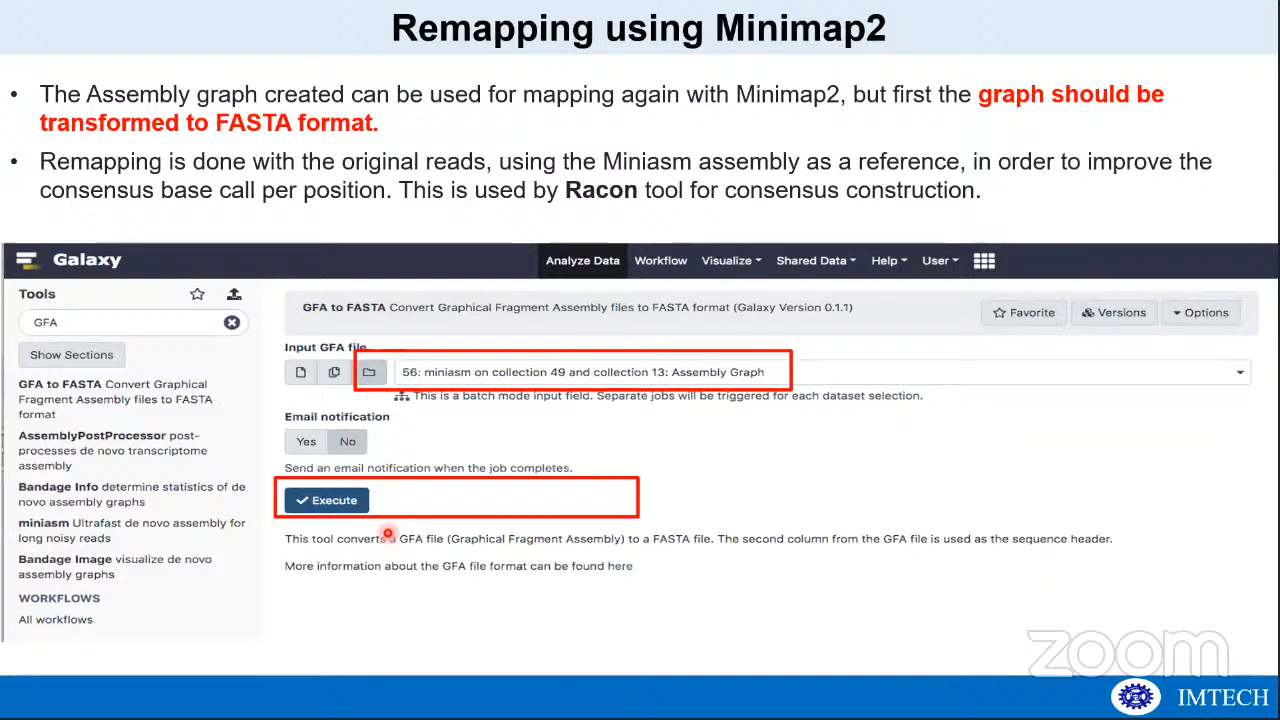 Remapping using Minimap2
• The Assembly graph created can be used for mapping again with Minimap2, but first the graph should be
transformed to FASTA format.
• Remapping is done with the original reads, using the Miniasm assembly as a reference, in order to improve the
consensus base call per position. This is used by Racon tool for consensus construction.
Galaxy
Analyze Data Workflow Visualize Shared Data Help User
Tools
GFA
Show Sections
GFA to FASTA Convert Graphical
Fragment Assembly files to FASTA
format
AssemblyPostProcessor post-
processes de novo transcriptome
assembly
Bandage Info determine statistics of de
novo assembly graphs
miniasm Ultrafast de novo assembly for
long noisy reads
Bandage Image visualize de novo
assembly graphs
WORKFLOWS
All workflows
GFA to FASTA Convert Graphical Fragment Assembly files to FASTA format (Galaxy Version 0.1.1)
Favorite Versions Options
Input GFA file
56: miniasm on collection 49 and collection 13: Assembly Graph
This is a batch mode input field. Separate jobs will be triggered for each dataset selection.
Email notification
Yes No
Send an email notification when the job completes.
Execute
This tool converts a GFA file (Graphical Fragment Assembly) to a FASTA file. The second column from the GFA file is used as the sequence header.
More information about the GFA file format can be found here
zoom
IMTECH